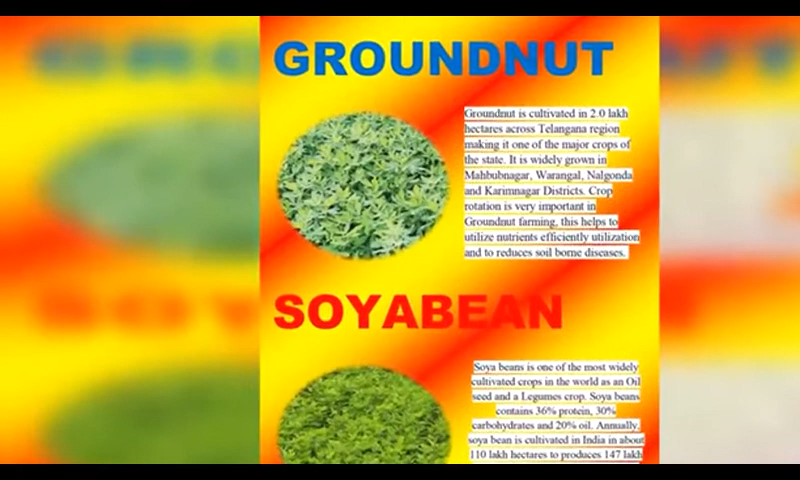 GROUNDNUT
Groundnut is cultivated in 2.0 lakh
hectares across Telangana region
making it one of the major crops of
the state. It is widely grown in
Mahbubnagar, Warangal, Nalgonda
and Karimnagar Districts. Crop
rotation is very important in
Groundnut farming, this helps to
utilize nutrients efficiently utilization
and to reduces soil borne diseases.
SOYABEAN
Soya beans is one of the most widely
cultivated crops in the world as an Oil
seed and a Legumes crop. Soya beans
contains 36% protein, 30%
carbohydrates and 20% oil. Annually,
soya bean is cultivated in India in about
110 lakh hectares to produces 147 lakh